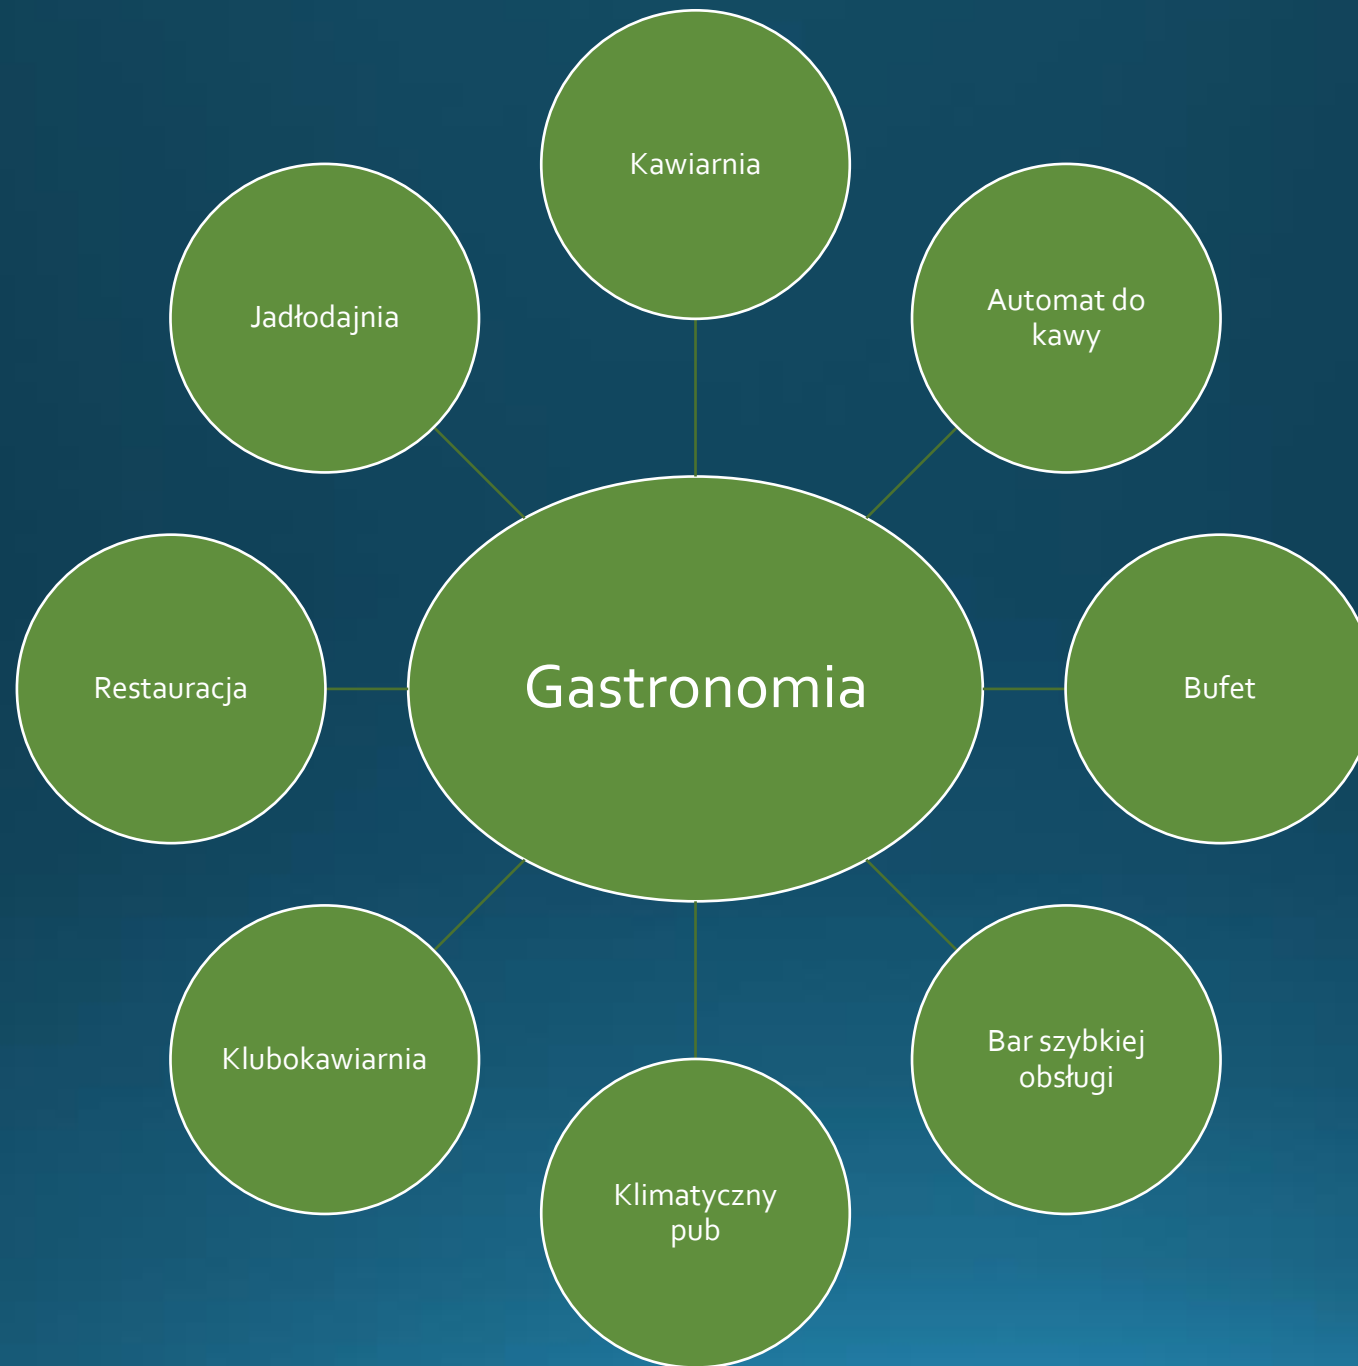 Kawiarnia
Jadłodajnia
Automat do
kawy
Restauracja
Gastronomia
Bufet
Klubokawiarnia
Bar szybkiej
obsługi
Klimatyczny
pub